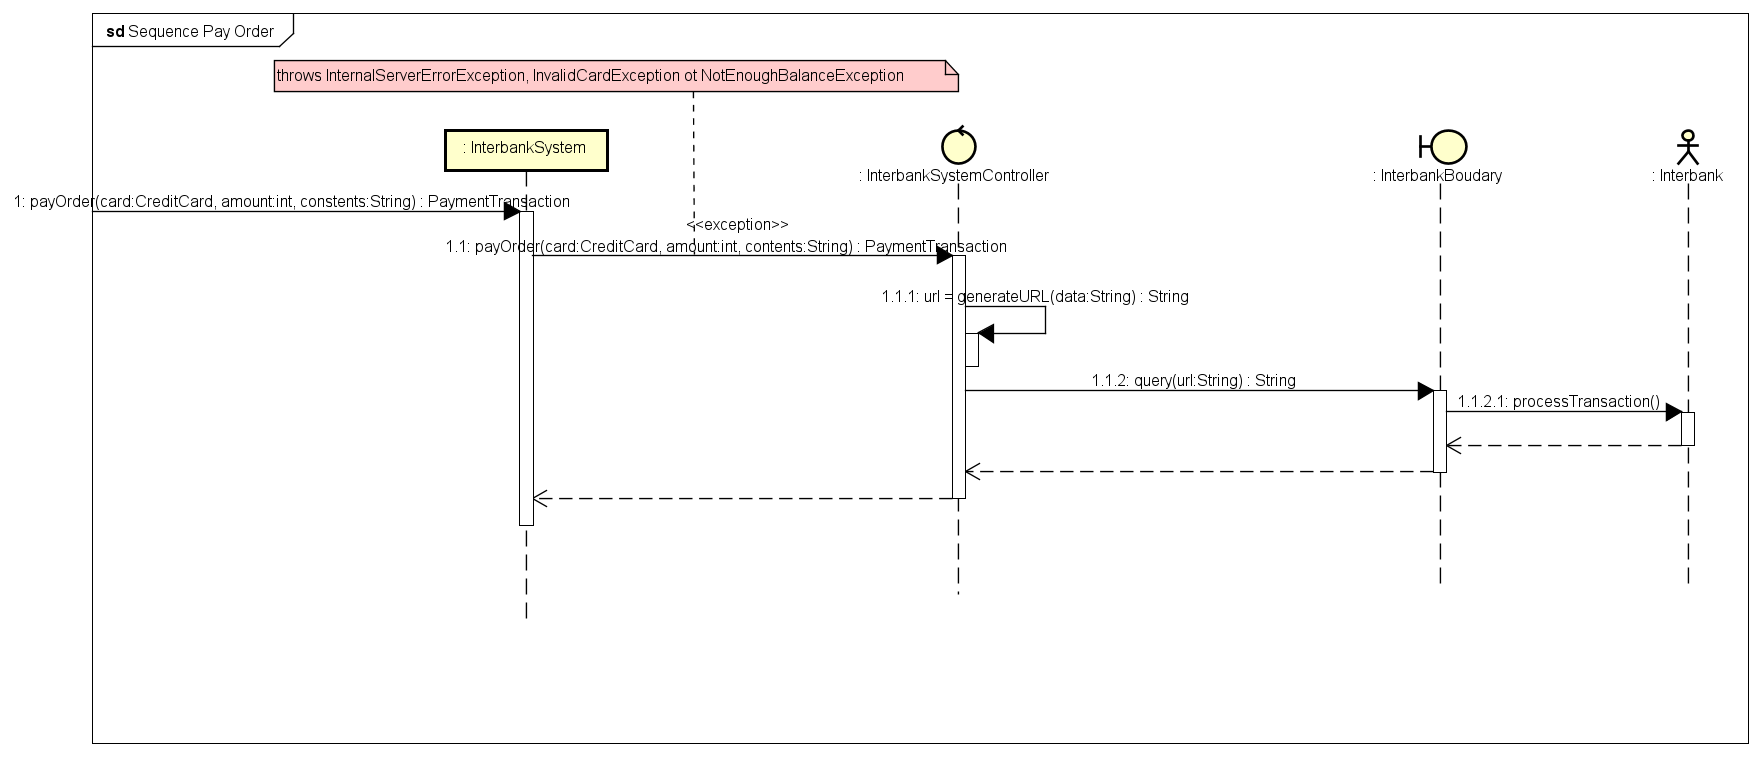 sd Sequence Pay Order
throws InternalServerErrorException, InvalidCardException ot NotEnoughBalanceException
: InterbankSystem
: InterbankSystemController
: InterbankBoudary
: Interbank
1: payOrder(card:CreditCard, amount:int, constents:String) : PaymentTransaction
<<exception>>
1.1: payOrder(card:CreditCard, amount:int, contents:String) : PaymentTransaction
1.1.1: url = generateURL(data:String) : String
1.1.2: query(url:String) : String
1.1.2.1: processTransaction()